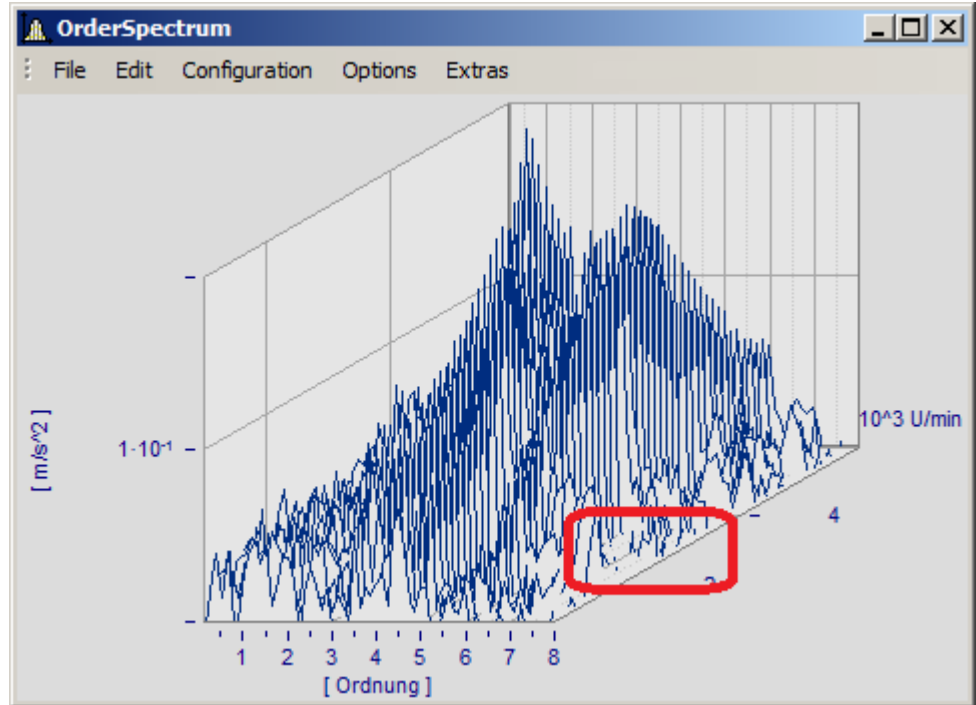 OrderSpectrum
File Edit Configuration Options Extras
[ m/s^2 ]
1·10⁻¹
10^3 U/min
4
1 2 3 4 5 6 7 8
[ Ordnung ]